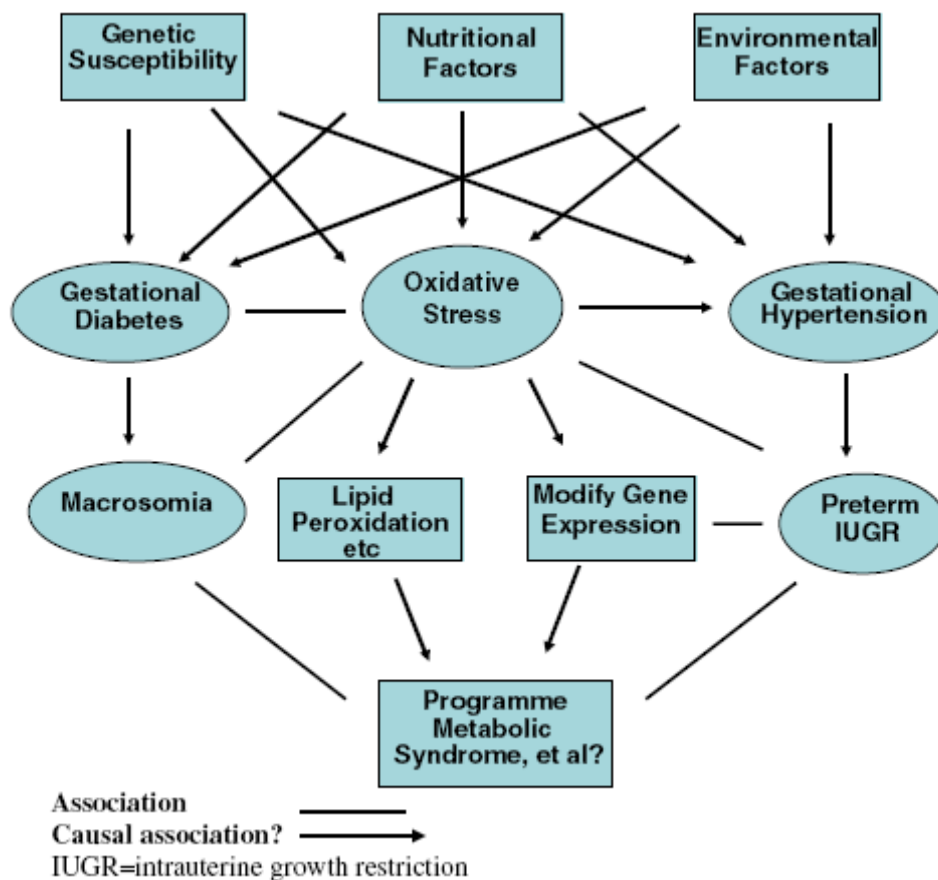 Genetic
Susceptibility
Nutritional
Factors
Environmental
Factors
Gestational
Diabetes
Oxidative
Stress
Gestational
Hypertension
Macrosomia
Lipid
Peroxidation
etc
Modify Gene
Expression
Preterm
IUGR
Programme
Metabolic
Syndrome, et al?
Association
Causal association?
IUGR=intrauterine growth restriction